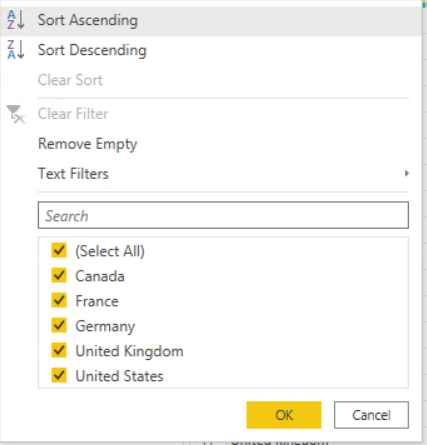 Sort Ascending
Sort Descending
Clear Sort
Clear Filter
Remove Empty
Text Filters
Search
(Select All)
Canada
France
Germany
United Kingdom
United States
OK
Cancel